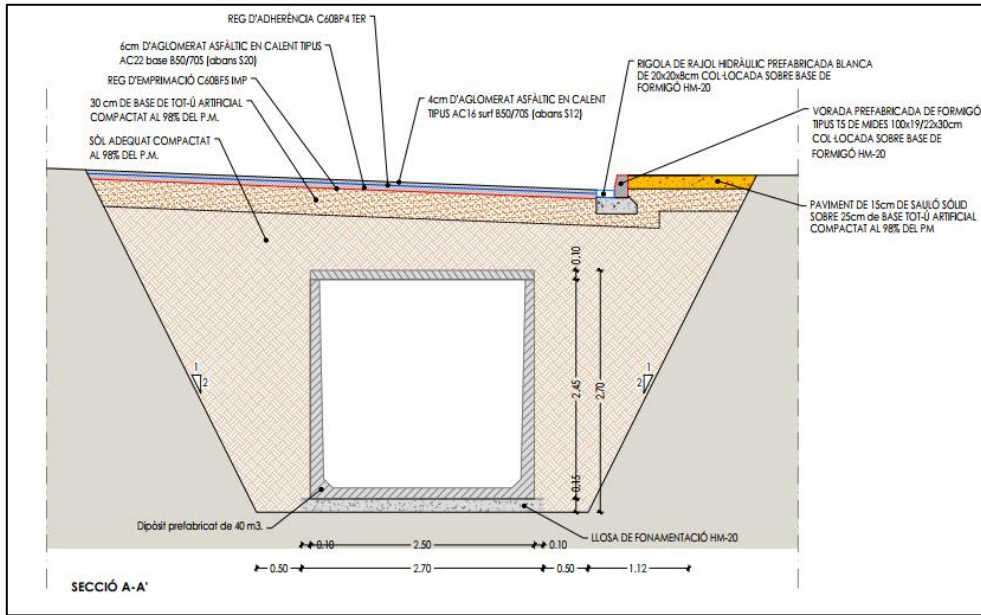 REG D'ADHERÈNCIA C60BP4 TER
6cm D'AGLOMERAT ASFÀLTIC EN CALENT TIPUS
AC22 base B50/70S (abans S20)
REG D'EMPRIMACIÓ C60BF5 IMP
30 cm DE BASE DE TOT-Ú ARTIFICIAL
COMPACTAT AL 98% DEL P.M.
SÒL ADEQUAT COMPACTAT
AL 98% DEL P.M.
4cm D'AGLOMERAT ASFÀLTIC EN CALENT
TIPUS AC16 surf B50/70S (abans S12)
RIGOLA DE RAJOL HIDRÀULIC PREFABRICADA BLANCA
DE 20x20x8cm COL·LOCADA SOBRE BASE DE
FORMIGÓ HM-20
VORADA PREFABRICADA DE FORMIGÓ
TIPUS T5 DE MIDES 100x19/22x30cm
COL·LOCADA SOBRE BASE DE
FORMIGÓ HM-20
PAVIMENT DE 15cm DE SAULÓ SÒLID
SOBRE 25cm de BASE TOT-Ú ARTIFICIAL
COMPACTAT AL 98% DEL PM
0.10
2.45
2.70
0.15
1
2
1
2
Dipòsit prefabricat de 40 m3.
LLOSA DE FONAMENTACIÓ HM-20
0.10
2.50
0.10
0.50
2.70
0.50
1.12
SECCIÓ A-A'